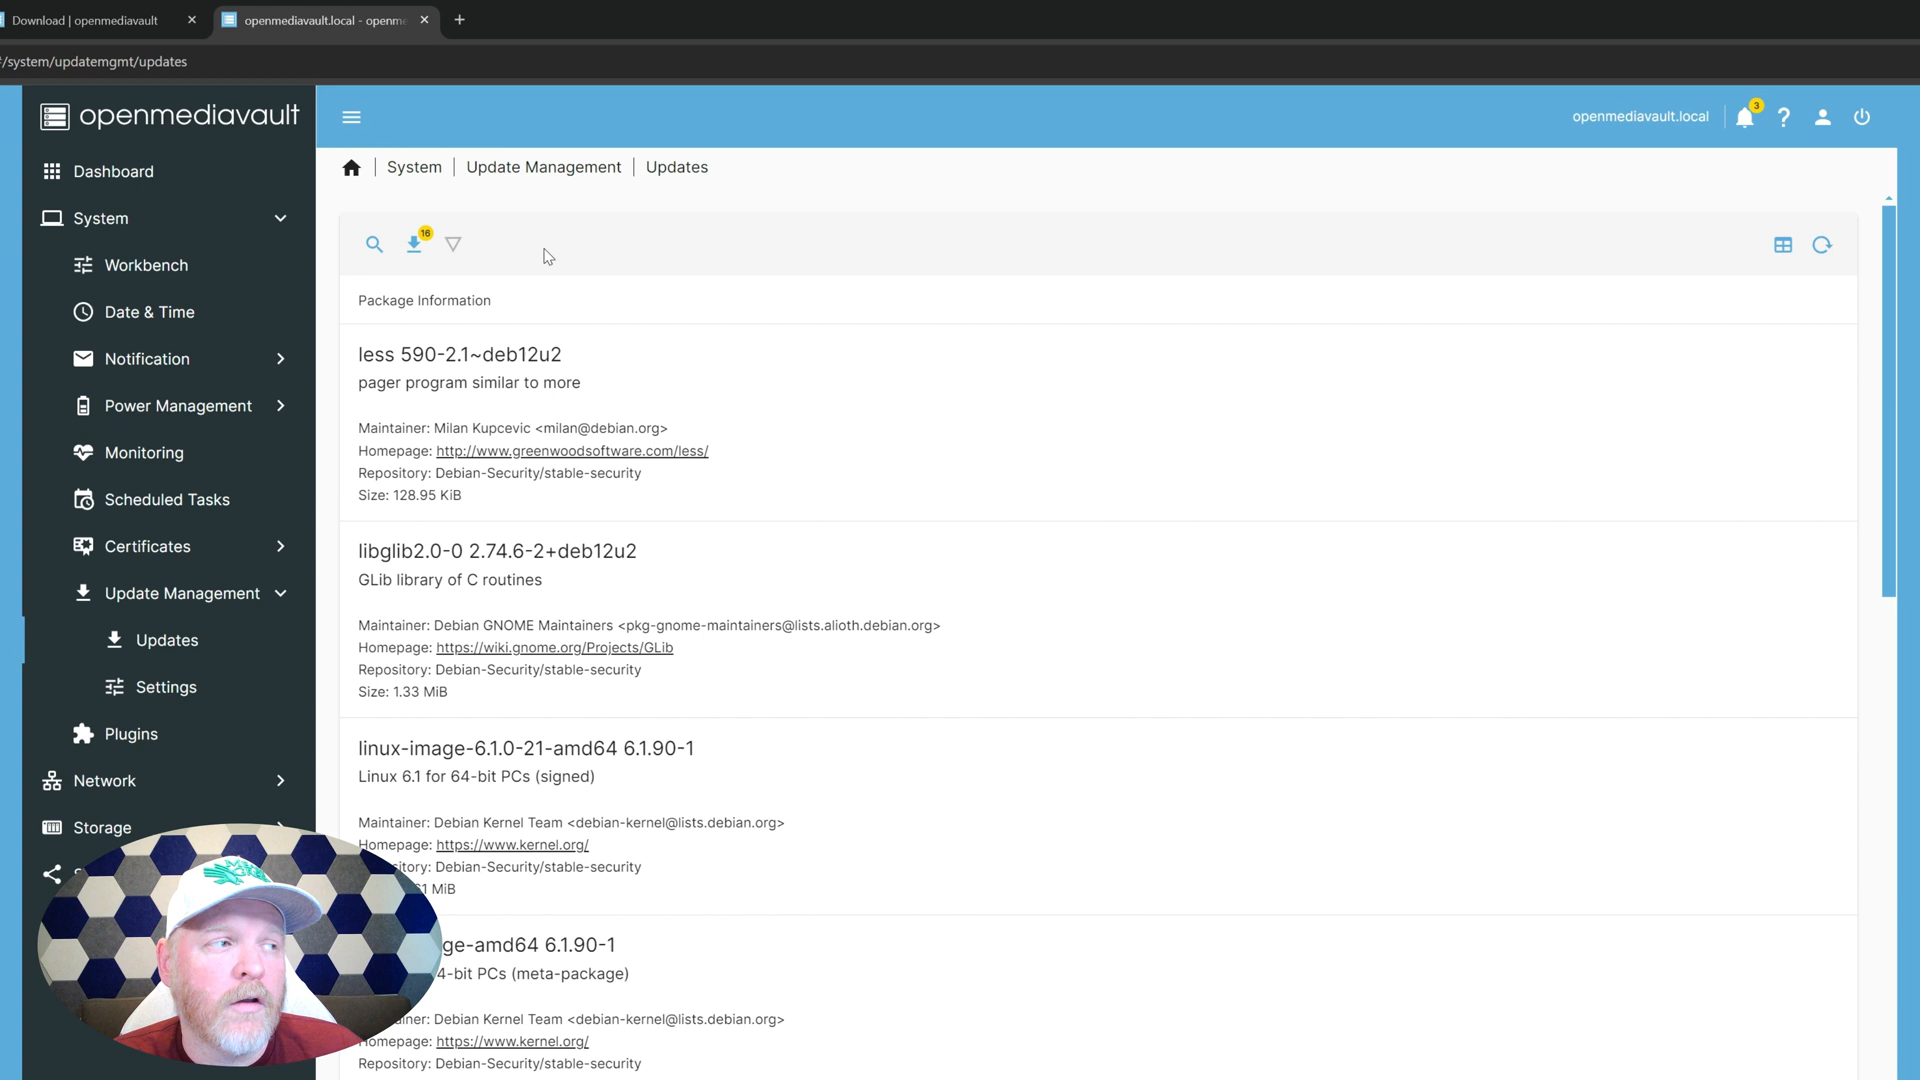 Download | openmediavault
openmediavault.local - openme
/system/updatemgmt/updates
openmediavault
openmediavault.local
3
Dashboard
System
Workbench
Date & Time
Notification
Power Management
Monitoring
Scheduled Tasks
Certificates
Update Management
Updates
Settings
Plugins
Network
Storage
System | Update Management | Updates
16
Package Information
less 590-2.1~deb12u2
pager program similar to more
Maintainer: Milan Kupcevic <milan@debian.org>
Homepage: http://www.greenwoodsoftware.com/less/
Repository: Debian-Security/stable-security
Size: 128.95 KiB
libglib2.0-0 2.74.6-2+deb12u2
GLib library of C routines
Maintainer: Debian GNOME Maintainers <pkg-gnome-maintainers@lists.alioth.debian.org>
Homepage: https://wiki.gnome.org/Projects/GLib
Repository: Debian-Security/stable-security
Size: 1.33 MiB
linux-image-6.1.0-21-amd64 6.1.90-1
Linux 6.1 for 64-bit PCs (signed)
Maintainer: Debian Kernel Team <debian-kernel@lists.debian.org>
Homepage: https://www.kernel.org/
itory: Debian-Security/stable-security
1 MiB
ge-amd64 6.1.90-1
4-bit PCs (meta-package)
ainer: Debian Kernel Team <debian-kernel@lists.debian.org>
Homepage: https://www.kernel.org/
Repository: Debian-Security/stable-security